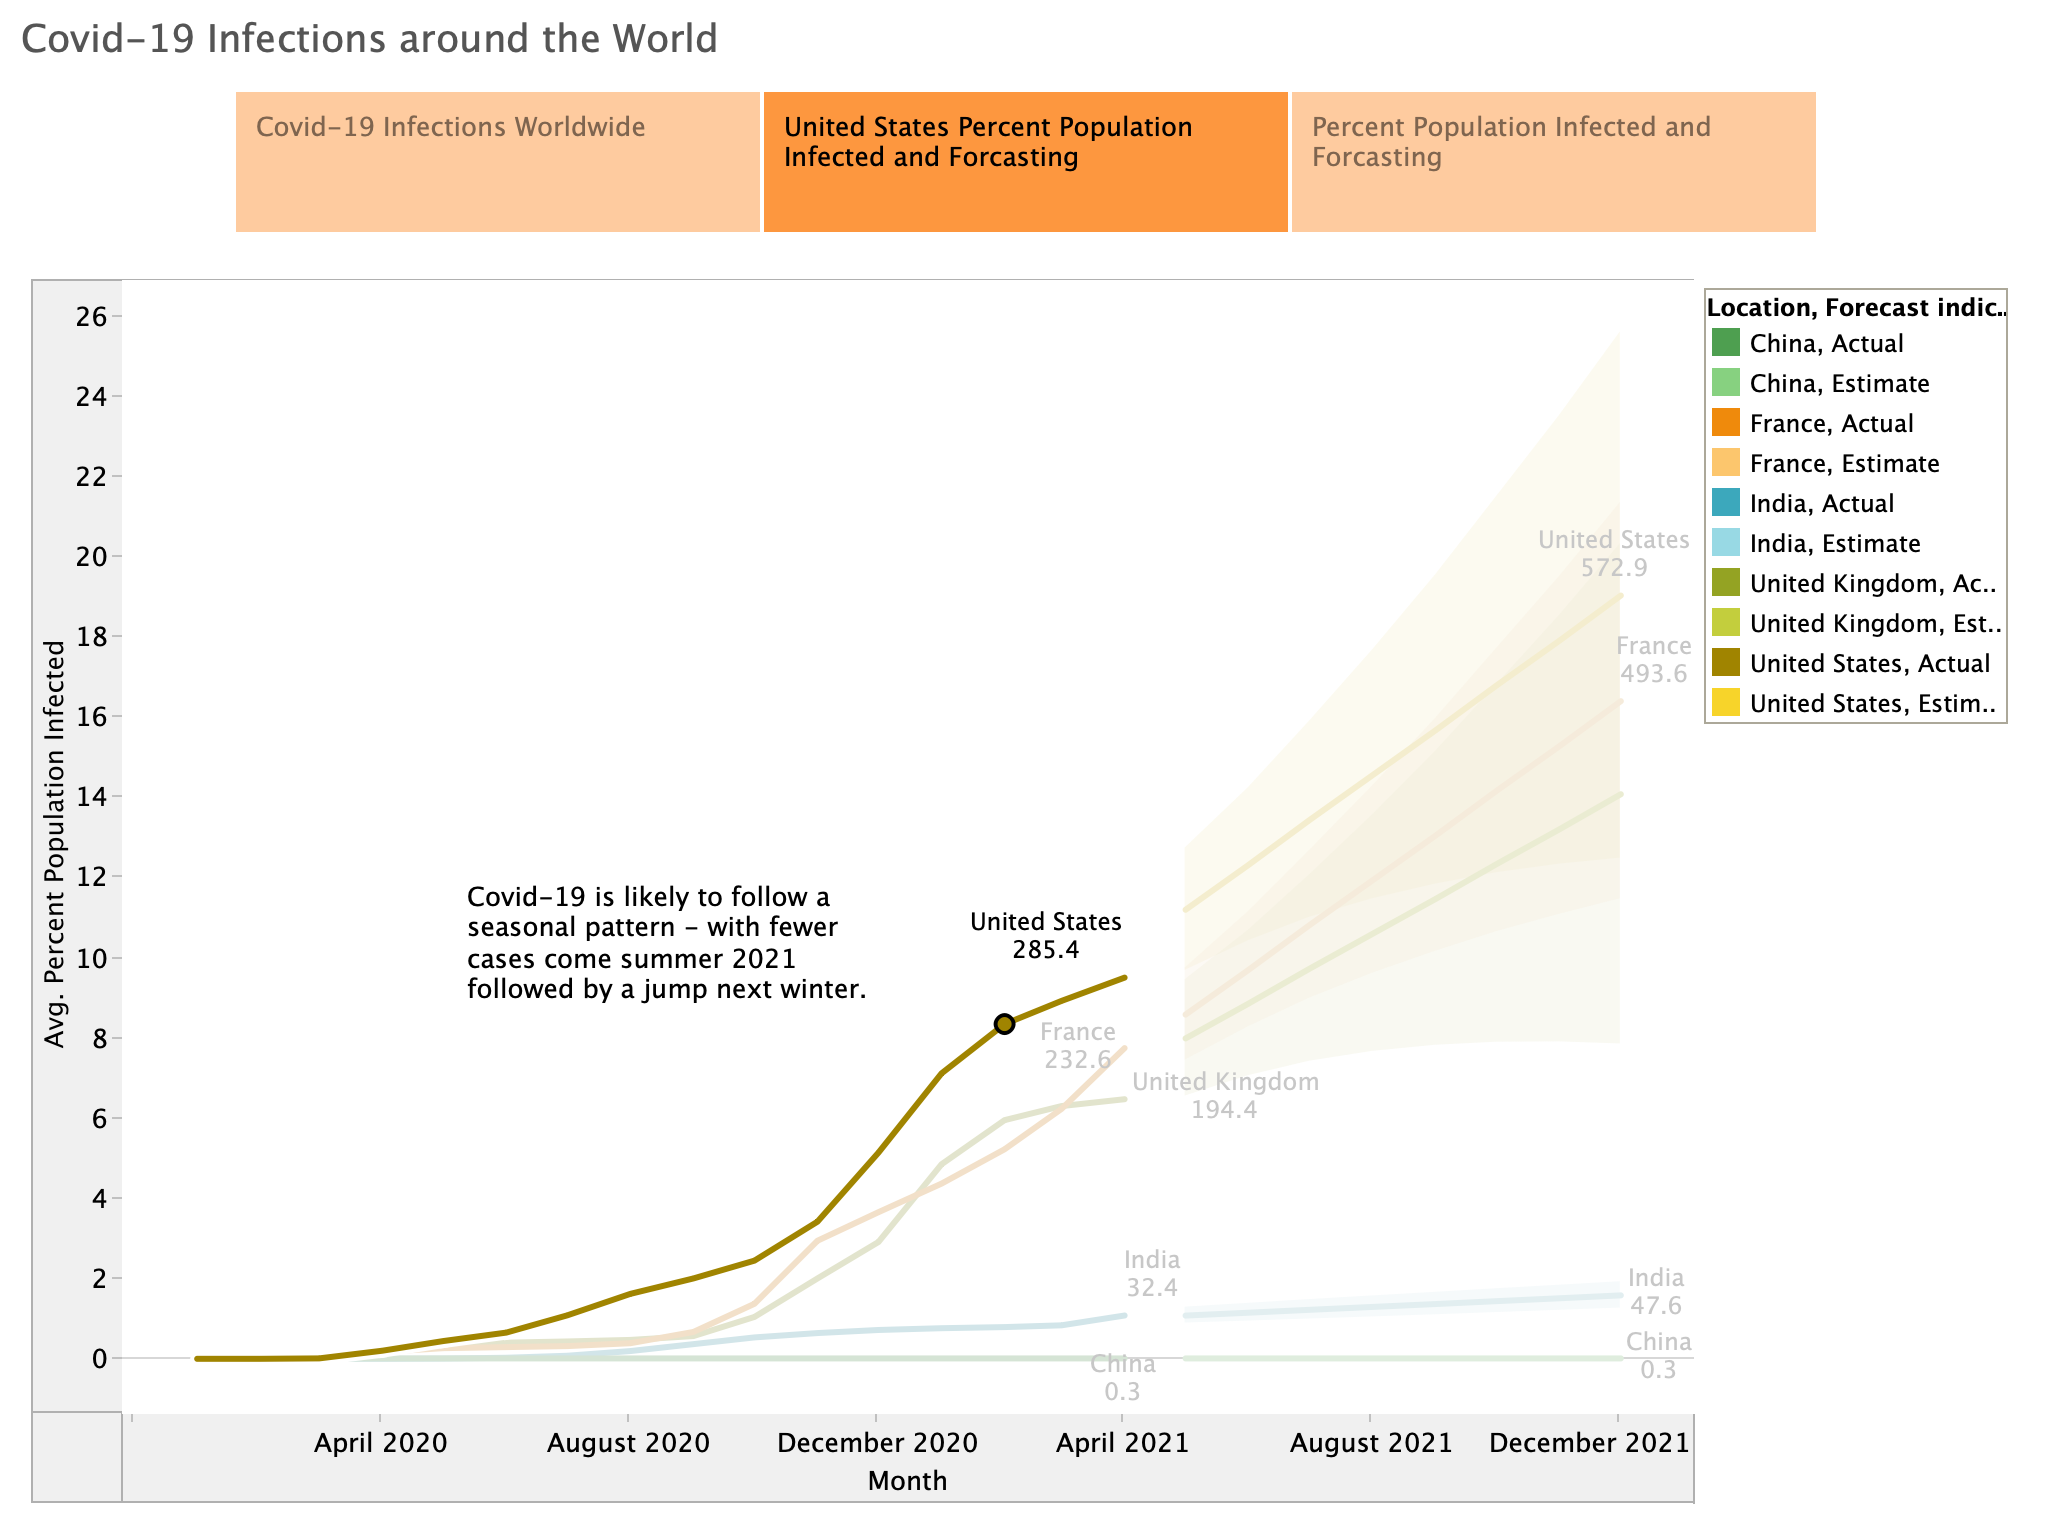 Covid-19 Infections around the World
Covid-19 Infections Worldwide
United States Percent Population
Infected and Forcasting
Percent Population Infected and
Forcasting
Avg. Percent Population Infected
26
24
22
20
18
16
14
12
10
8
6
4
2
0
Covid-19 is likely to follow a
seasonal pattern - with fewer
cases come summer 2021
followed by a jump next winter.
United States
285.4
France
232.6
United Kingdom
194.4
India
32.4
China
0.3
United States
572.9
France
493.6
India
47.6
China
0.3
April 2020
August 2020
December 2020
April 2021
August 2021
December 2021
Month
Location, Forecast indic..
China, Actual
China, Estimate
France, Actual
France, Estimate
India, Actual
India, Estimate
United Kingdom, Ac..
United Kingdom, Est..
United States, Actual
United States, Estim..